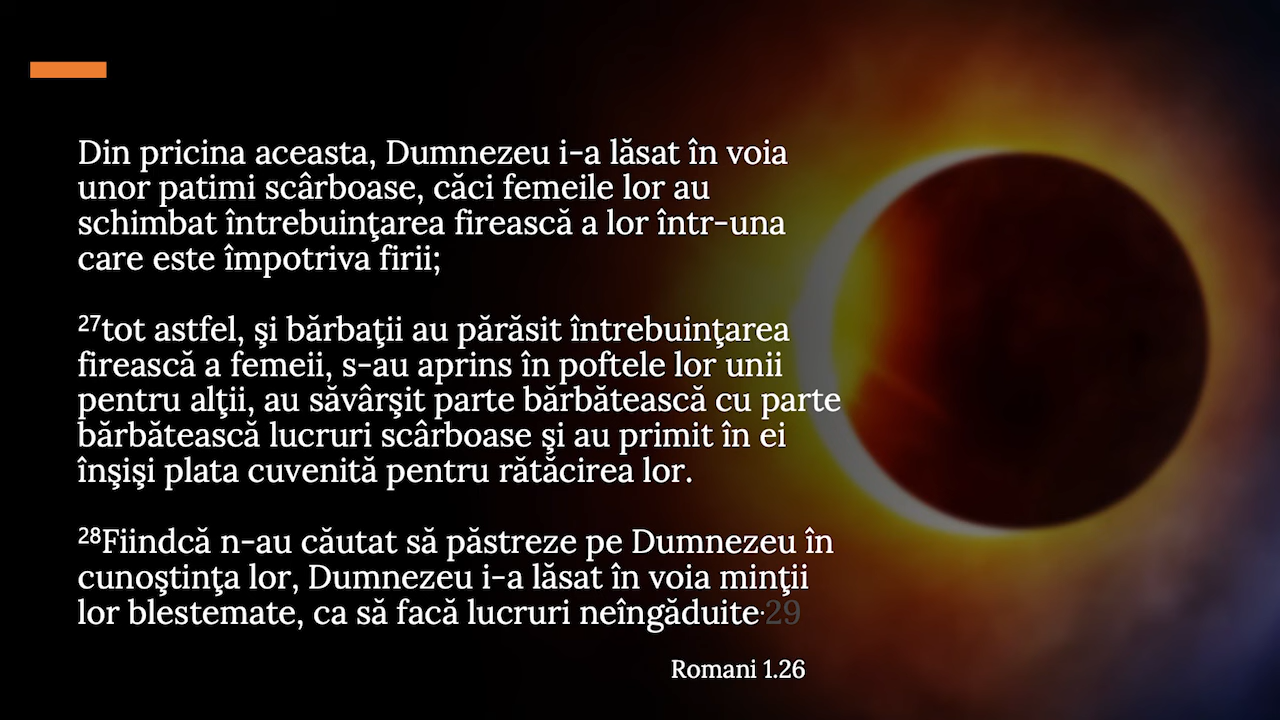 Din pricina aceasta, Dumnezeu i-a lăsat în voia
unor patimi scârboase, căci femeile lor au
schimbat întrebuinţarea firească a lor într-una
care este împotriva firii;
²⁷tot astfel, şi bărbaţii au părăsit întrebuinţarea
firească a femeii, s-au aprins în poftele lor unii
pentru alţii, au săvârşit parte bărbătească cu parte
bărbătească lucruri scârboase şi au primit în ei
înşişi plata cuvenită pentru rătăcirea lor.
²⁸Fiindcă n-au căutat să păstreze pe Dumnezeu în
cunoştinţa lor, Dumnezeu i-a lăsat în voia minţii
lor blestemate, ca să facă lucruri neîngăduite·29
Romani 1.26